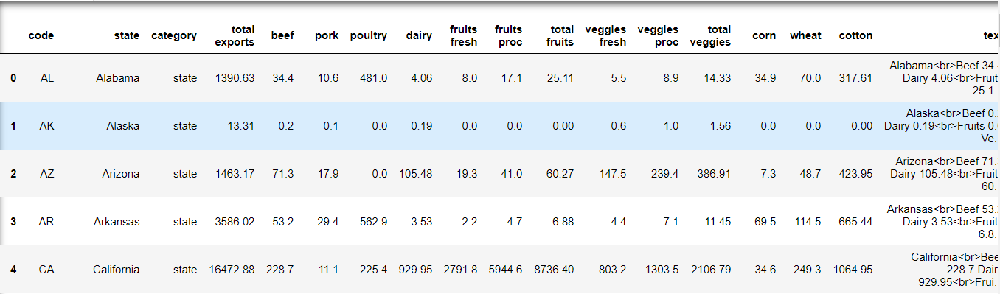 code state category total exports beef pork poultry dairy fruits fresh fruits proc total fruits veggies fresh veggies proc total veggies corn wheat cotton
0 AL Alabama state 1390.63 34.4 10.6 481.0 4.06 8.0 17.1 25.11 5.5 8.9 14.33 34.9 70.0 317.61 Alabama<br>Beef 34. Dairy 4.06<br>Fruit 25.1.
1 AK Alaska state 13.31 0.2 0.1 0.0 0.19 0.0 0.0 0.00 0.6 1.0 1.56 0.0 0.0 0.00 Alaska<br>Beef 0. Dairy 0.19<br>Fruits 0. Ve.
2 AZ Arizona state 1463.17 71.3 17.9 0.0 105.48 19.3 41.0 60.27 147.5 239.4 386.91 7.3 48.7 423.95 Arizona<br>Beef 71. Dairy 105.48<br>Fruit 60.
3 AR Arkansas state 3586.02 53.2 29.4 562.9 3.53 2.2 4.7 6.88 4.4 7.1 11.45 69.5 114.5 665.44 Arkansas<br>Beef 53. Dairy 3.53<br>Fruit 6.8.
4 CA California state 16472.88 228.7 11.1 225.4 929.95 2791.8 5944.6 8736.40 803.2 1303.5 2106.79 34.6 249.3 1064.95 California<br>Bee 228.7 Dair 929.95<br>Frui.